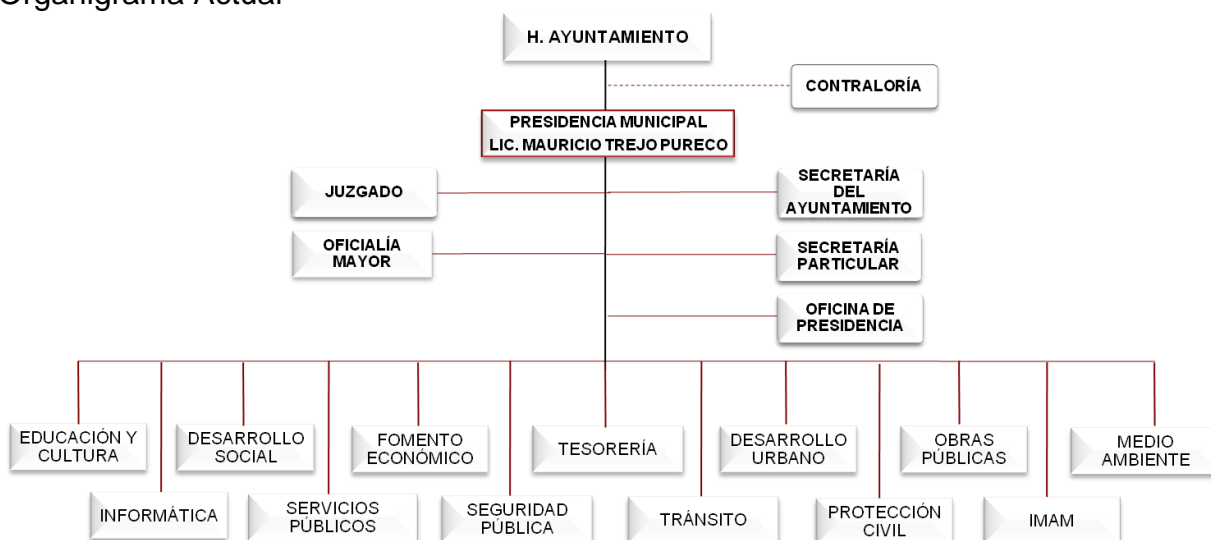 Organigrama Actual
H. AYUNTAMIENTO
CONTRALORÍA
PRESIDENCIA MUNICIPAL
LIC. MAURICIO TREJO PURECO
JUZGADO
SECRETARÍA
DEL
AYUNTAMIENTO
OFICIALÍA
MAYOR
SECRETARÍA
PARTICULAR
OFICINA DE
PRESIDENCIA
EDUCACIÓN Y
CULTURA
DESARROLLO
SOCIAL
FOMENTO
ECONÓMICO
TESORERÍA
DESARROLLO
URBANO
OBRAS
PÚBLICAS
MEDIO
AMBIENTE
INFORMÁTICA
SERVICIOS
PÚBLICOS
SEGURIDAD
PÚBLICA
TRÁNSITO
PROTECCIÓN
CIVIL
IMAM